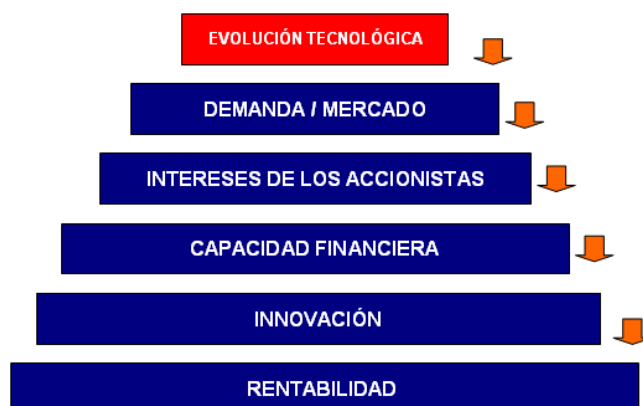 EVOLUCIÓN TECNOLÓGICA
DEMANDA / MERCADO
INTERESES DE LOS ACCIONISTAS
CAPACIDAD FINANCIERA
INNOVACIÓN
RENTABILIDAD